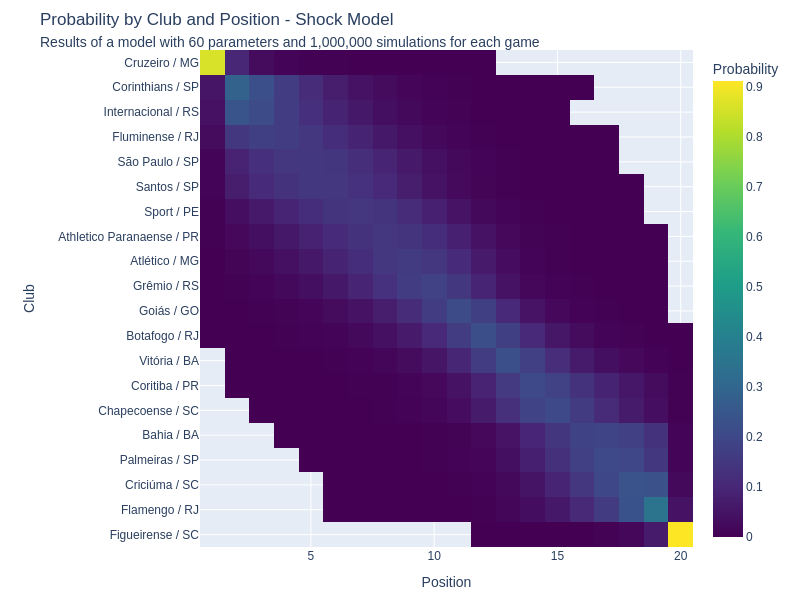 Probability by Club and Position - Shock Model
Results of a model with 60 parameters and 1,000,000 simulations for each game
Cruzeiro / MG
Corinthians / SP
Internacional / RS
Fluminense / RJ
São Paulo / SP
Santos / SP
Sport / PE
Athletico Paranaense / PR
Atlético / MG
Grêmio / RS
Goiás / GO
Botafogo / RJ
Vitória / BA
Coritiba / PR
Chapecoense / SC
Bahia / BA
Palmeiras / SP
Criciúma / SC
Flamengo / RJ
Figueirense / SC
Club
5
10
15
20
Position
Probability
0.9
0.8
0.7
0.6
0.5
0.4
0.3
0.2
0.1
0